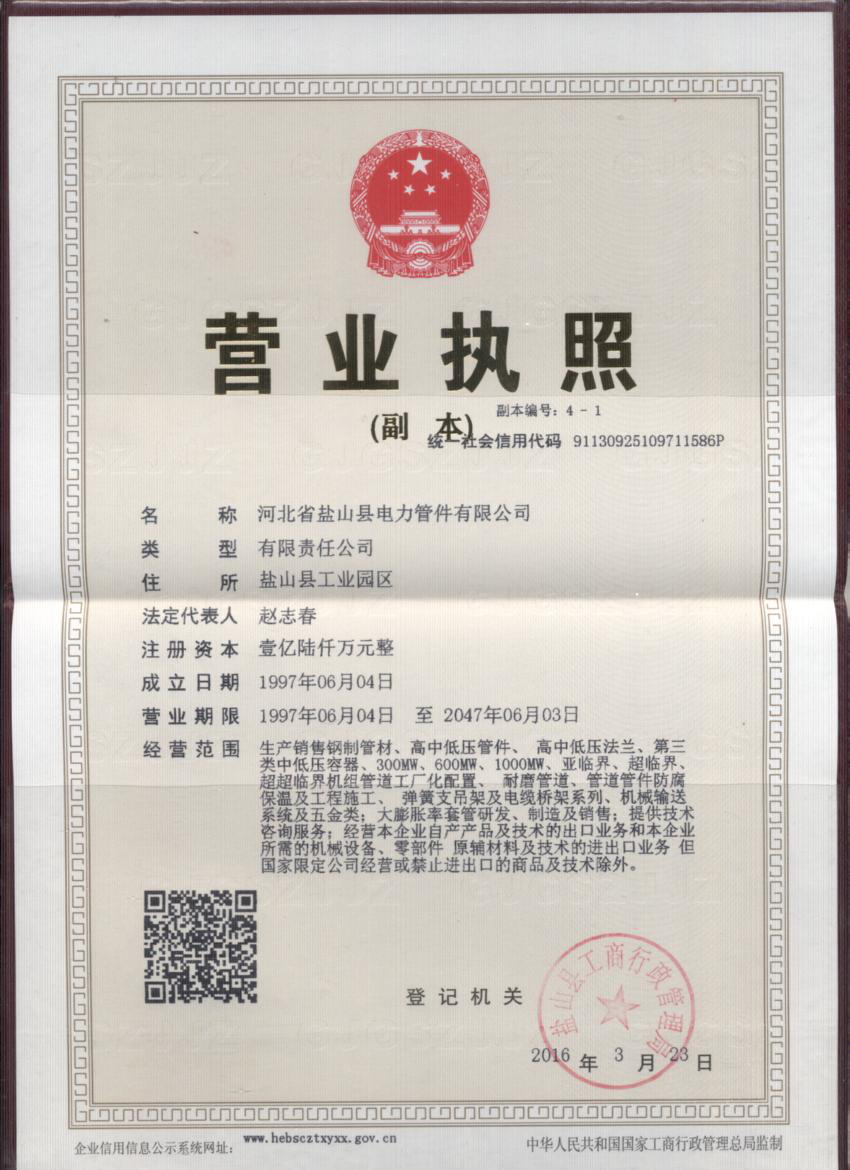 营业执照
副本编号：4－1
(副 本)
统一社会信用代码 91130925109711586P
名 称 河北省盐山县电力管件有限公司
类 型 有限责任公司
住 所 盐山县工业园区
法定代表人 赵志春
注册资本 壹亿陆仟万元整
成立日期 1997年06月04日
营业期限 1997年06月04日 至 2047年06月03日
经营范围 生产销售钢制管材、高中低压管件、 高中低压法兰、第三
类中低压容器、300MW、600MW、1000MW、亚临界、超临界、
超超临界机组管道工厂化配置、 耐磨管道、管道管件防腐
保温及工程施工、 弹簧支吊架及电缆桥架系列、机械输送
系统及五金类；大膨胀率套管研发、制造及销售；提供技术
咨询服务；经营本企业自产产品及技术的出口业务和本企业
所需的机械设备、零部件 原辅材料及技术的进出口业务 但
国家限定公司经营或禁止进出口的商品及技术除外。
盐山县工商行政管理局
登记机关
2016 年 3 月 23 日
企业信用信息公示系统网址： www.hebscztxyxx.gov.cn
中华人民共和国国家工商行政管理总局监制